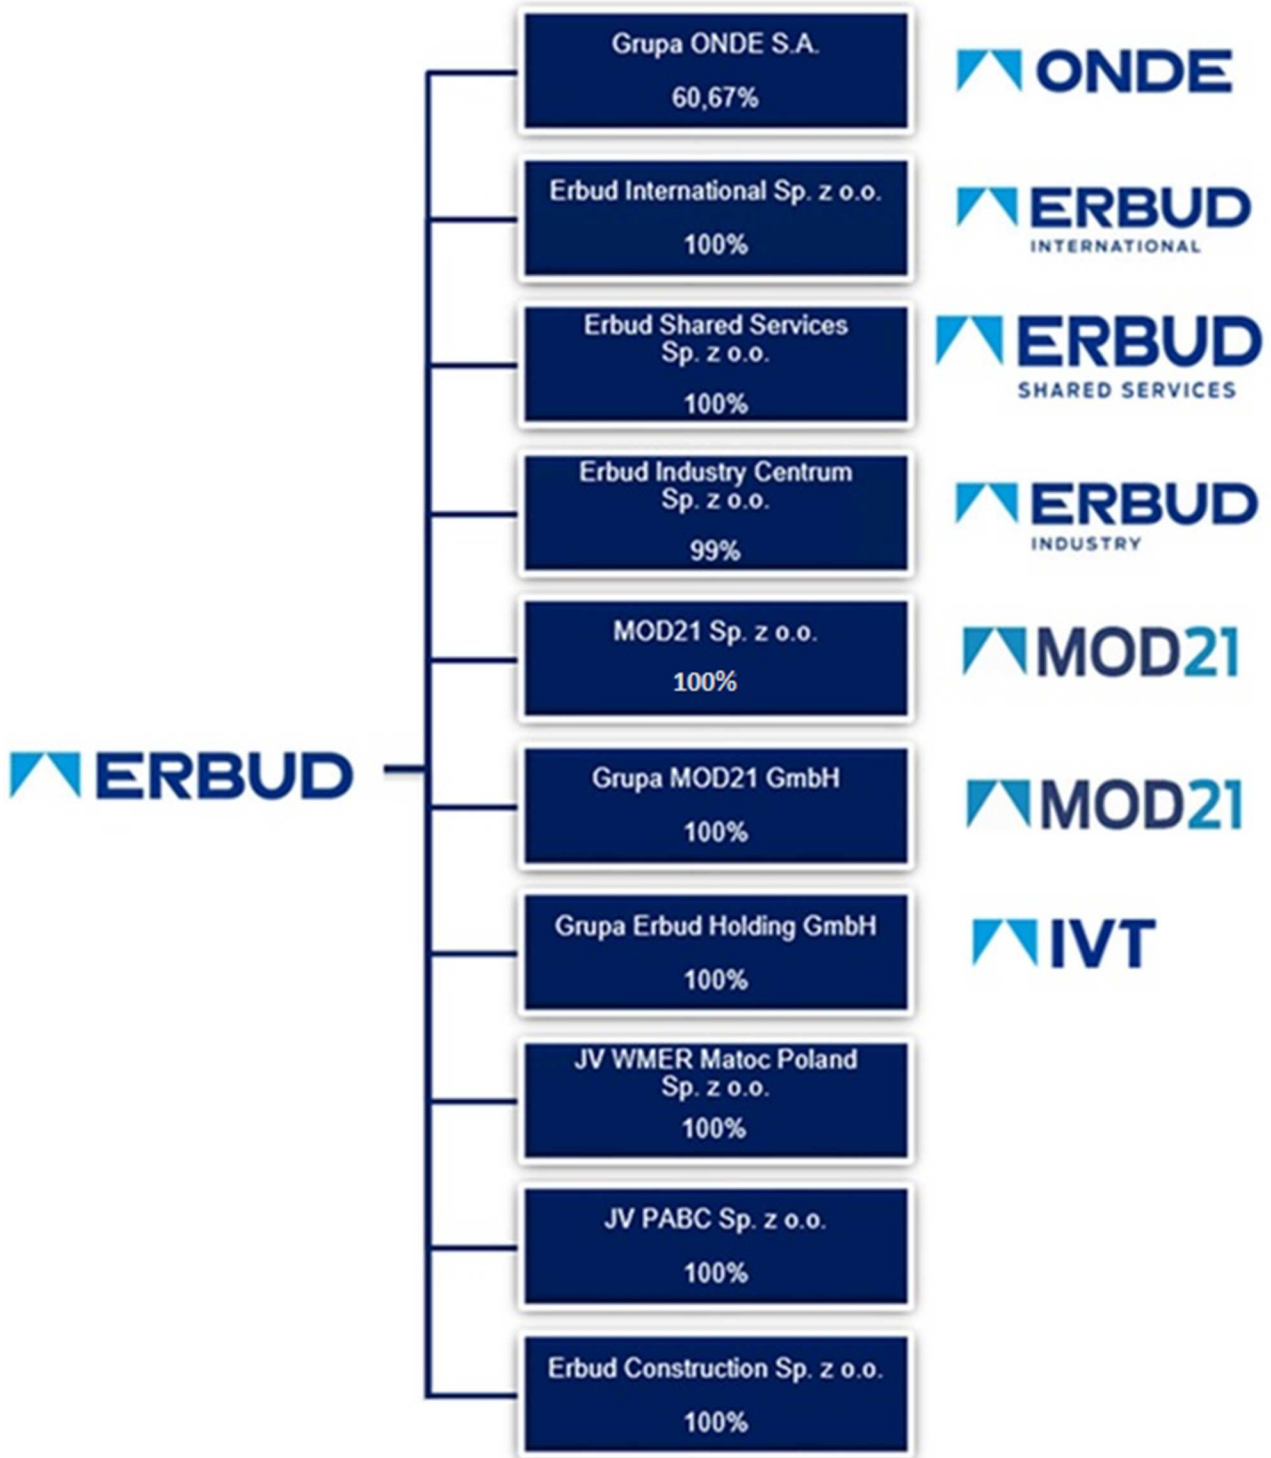 Grupa ONDE S.A.
60,67%
ONDE
Erbud International Sp. z o.o.
100%
ERBUD
INTERNATIONAL
Erbud Shared Services
Sp. z o.o.
100%
ERBUD
SHARED SERVICES
Erbud Industry Centrum
Sp. z o.o.
99%
ERBUD
INDUSTRY
MOD21 Sp. z o.o.
100%
MOD21
ERBUD
Grupa MOD21 GmbH
100%
MOD21
Grupa Erbud Holding GmbH
100%
IVT
JV WMER Matoc Poland
Sp. z o.o.
100%
JV PABC Sp. z o.o.
100%
Erbud Construction Sp. z o.o.
100%